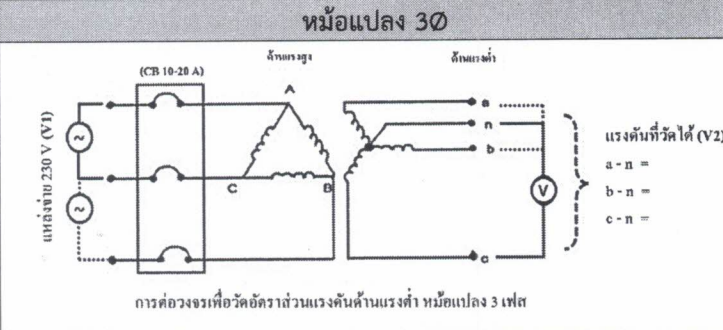 หม้อแปลง 3Ø
ด้านแรงสูง
ด้านแรงต่ำ
(CB 10-20 A)
A
C
B
แหล่งจ่าย 230 V (V1)
~
~
a
n
b
c
V
แรงดันที่วัดได้ (V2)
a - n =
b - n =
c - n =
การต่อวงจรเพื่อวัดอัตราส่วนแรงดันด้านแรงต่ำ หม้อแปลง 3 เฟส